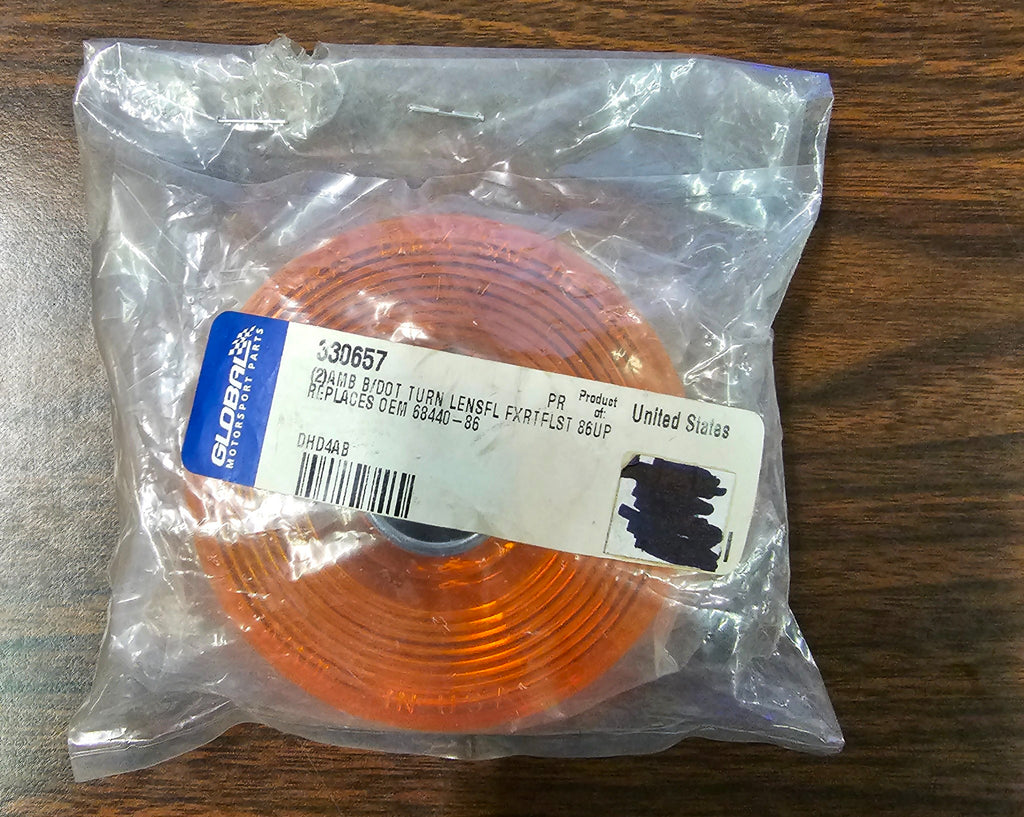 GLOBAL
MOTORSPORT PARTS
330657
(2)AMB B/DOT TURN LENSFL FXRTFLST 86UP
REPLACES OEM 68440-86
PR
Product
of:
United States
DHD4AB